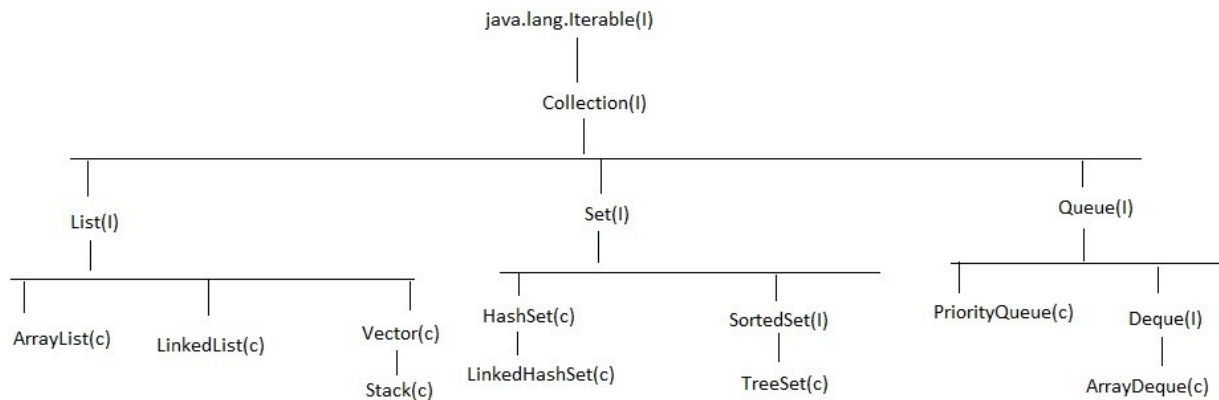 java.lang.Iterable(I)
Collection(I)
List(I)
Set(I)
Queue(I)
ArrayList(c)
LinkedList(c)
Vector(c)
HashSet(c)
SortedSet(I)
PriorityQueue(c)
Deque(I)
Stack(c)
LinkedHashSet(c)
TreeSet(c)
ArrayDeque(c)